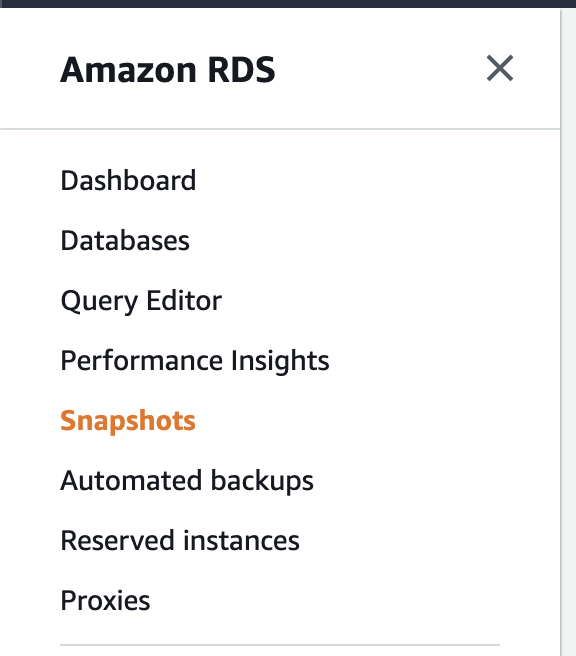 Amazon RDS
Dashboard
Databases
Query Editor
Performance Insights
Snapshots
Automated backups
Reserved instances
Proxies